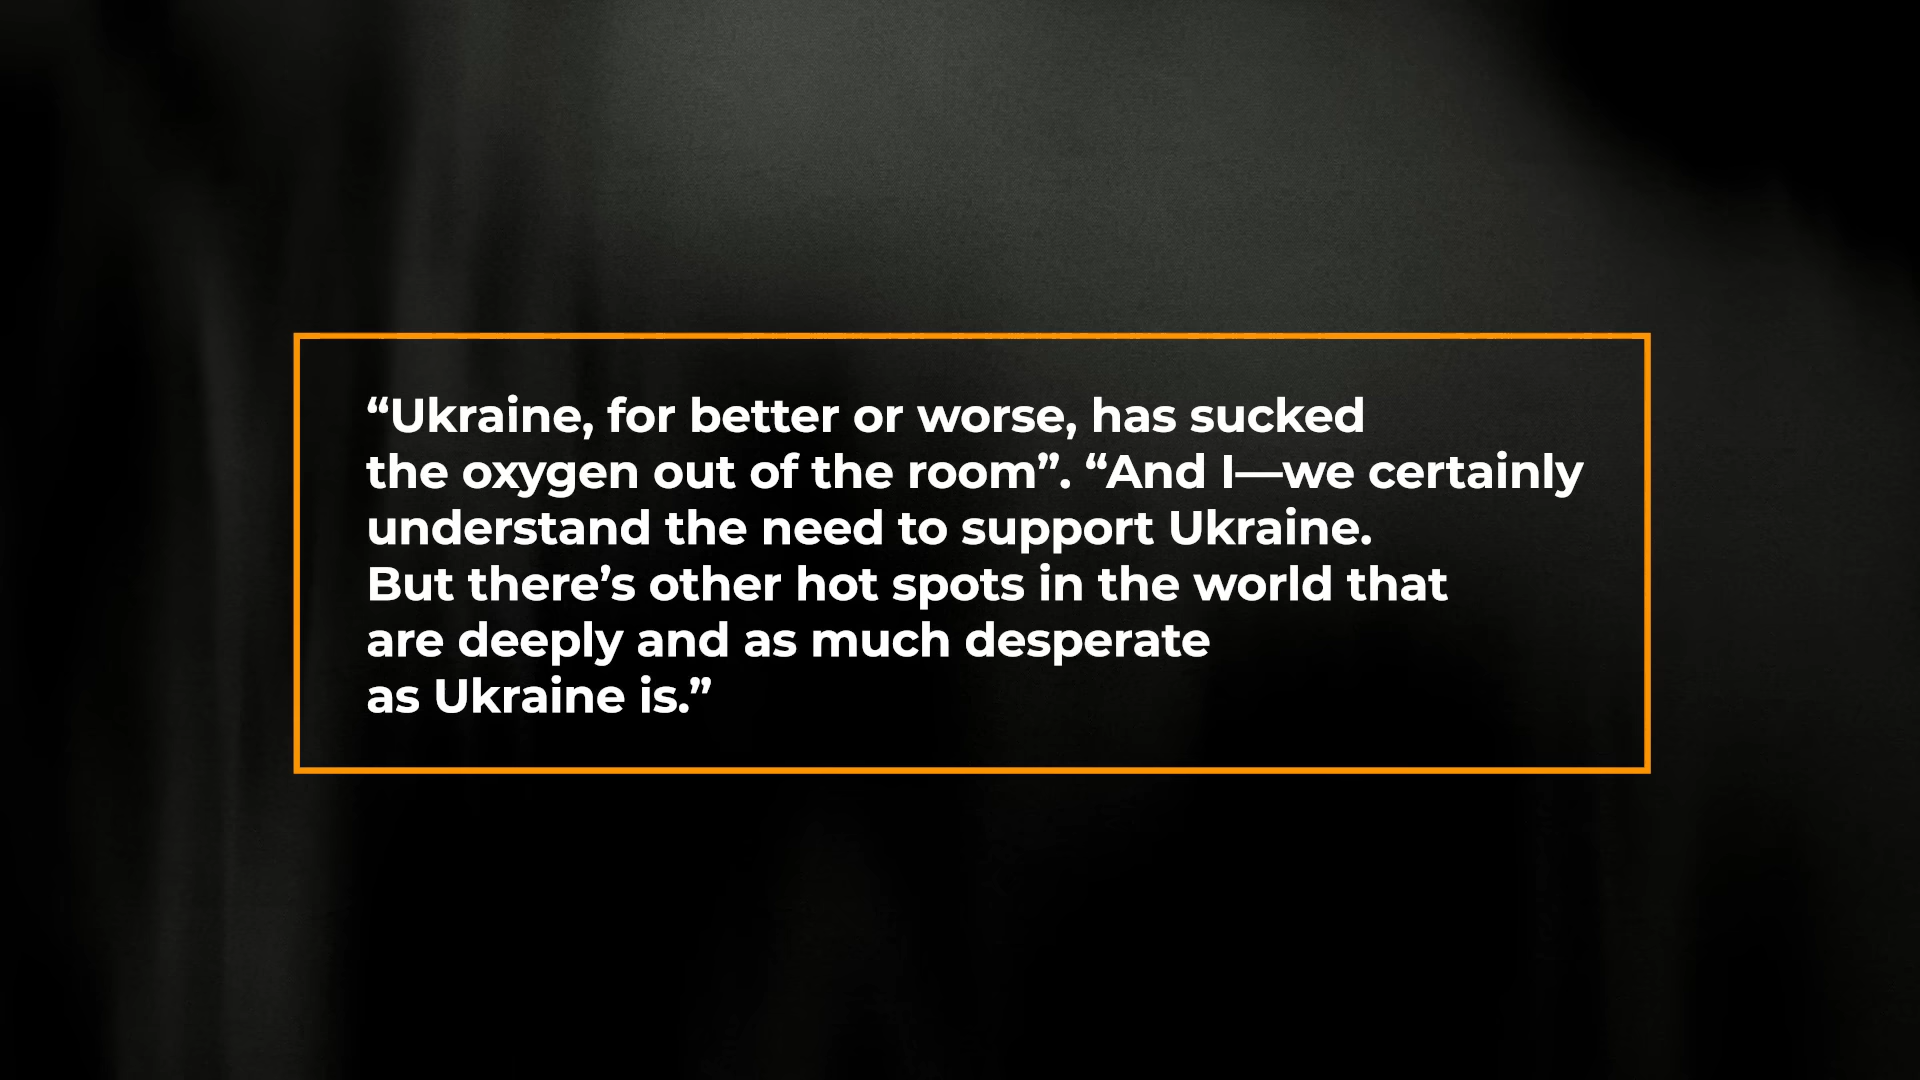 “Ukraine, for better or worse, has sucked
the oxygen out of the room”. “And I—we certainly
understand the need to support Ukraine.
But there’s other hot spots in the world that
are deeply and as much desperate
as Ukraine is.”